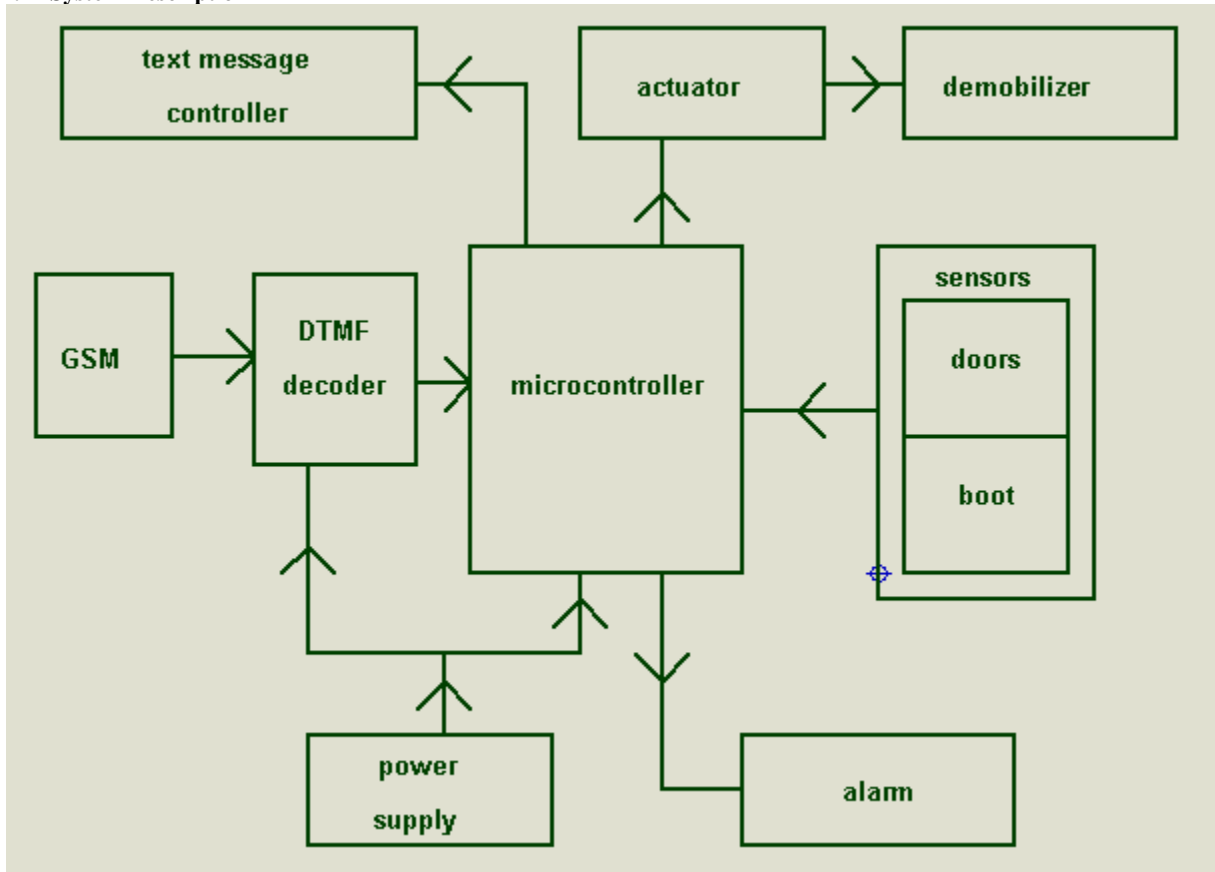 text message
controller
actuator
demobilizer
GSM
DTMF
decoder
microcontroller
sensors
doors
boot
power
supply
alarm